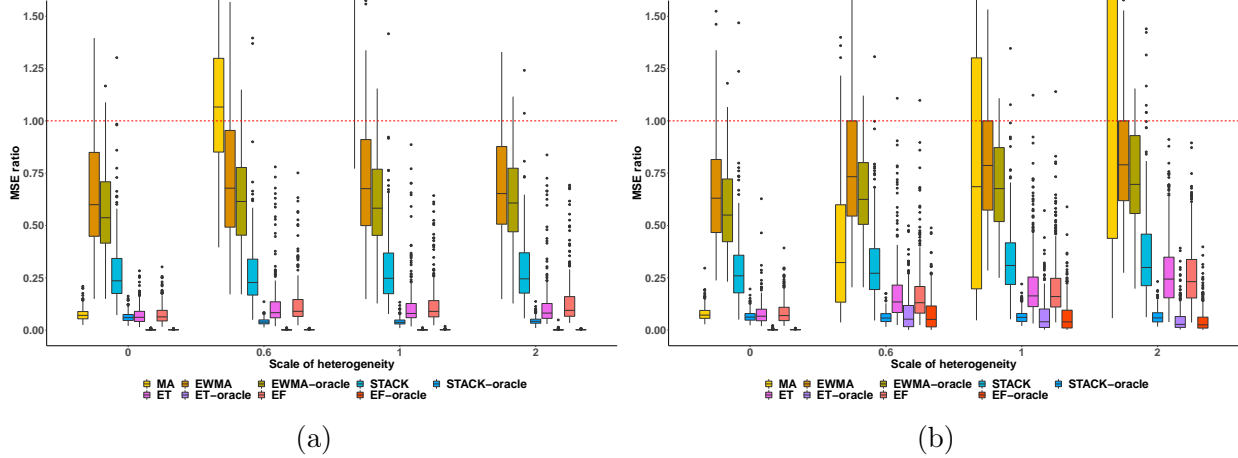 1.50
1.25
1.00
0.75
0.50
0.25
0.00
MSE ratio
0 0.6 1 2
Scale of heterogeneity
MA EWMA EWMA-oracle STACK STACK-oracle
ET ET-oracle EF EF-oracle
(a)
1.50
1.25
1.00
0.75
0.50
0.25
0.00
MSE ratio
0 0.6 1 2
Scale of heterogeneity
MA EWMA EWMA-oracle STACK STACK-oracle
ET ET-oracle EF EF-oracle
(b)